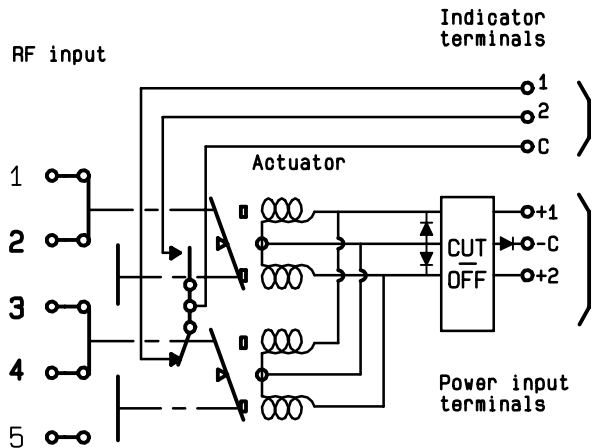 Indicator
terminals
RF input
1
2
C
Actuator
1
2
3
4
5
+1
-C
+2
CUT
OFF
Power input
terminals